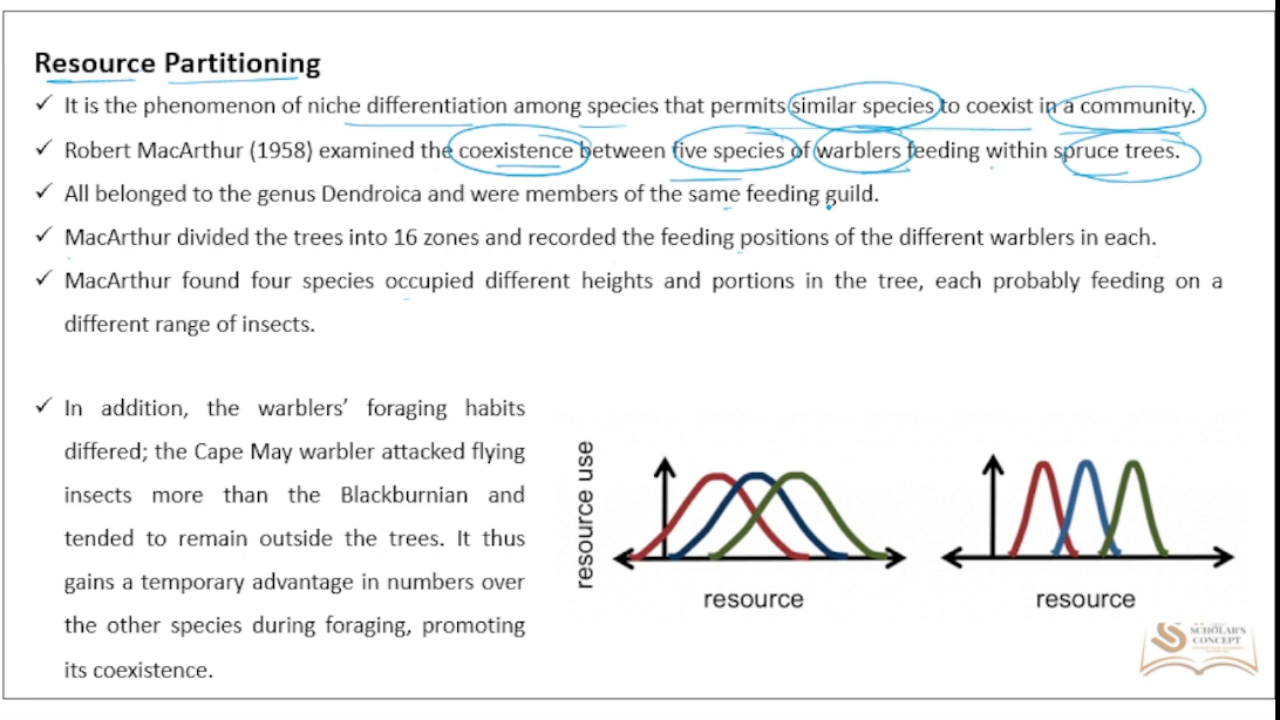 Resource Partitioning
✓ It is the phenomenon of niche differentiation among species that permits similar species to coexist in a community.
✓ Robert MacArthur (1958) examined the coexistence between five species of warblers feeding within spruce trees.
✓ All belonged to the genus Dendroica and were members of the same feeding guild.
✓ MacArthur divided the trees into 16 zones and recorded the feeding positions of the different warblers in each.
✓ MacArthur found four species occupied different heights and portions in the tree, each probably feeding on a
different range of insects.
✓ In addition, the warblers’ foraging habits
differed; the Cape May warbler attacked flying
insects more than the Blackburnian and
tended to remain outside the trees. It thus
gains a temporary advantage in numbers over
the other species during foraging, promoting
its coexistence.
resource use
resource
resource
SCHOLAR'S
CONCEPT